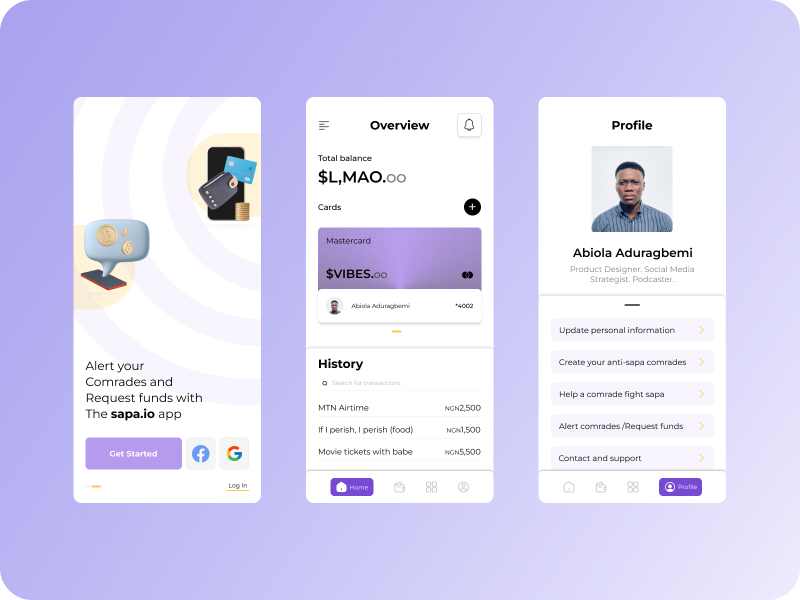 Alert your
Comrades and
Request funds with
The sapa.io app
Get Started
Log In
Overview
Total balance
$L,MAO.oo
Cards
Mastercard
$VIBES.oo
Abiola Aduragbemi
*4002
History
Search for transactions
MTN Airtime
NGN2,500
If I perish, I perish (food)
NGN1,500
Movie tickets with babe
NGN5,500
Home
Profile
Abiola Aduragbemi
Product Designer. Social Media
Strategist. Podcaster.
Update personal information
Create your anti-sapa comrades
Help a comrade fight sapa
Alert comrades /Request funds
Contact and support
Profile